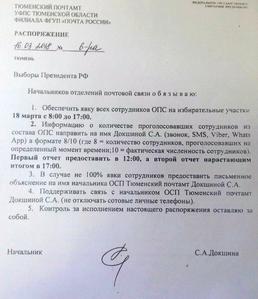 ТЮМЕНСКИЙ ПОЧТАМТ
УФПС ТЮМЕНСКОЙ ОБЛАСТИ
ФИЛИАЛА ФГУП «ПОЧТА РОССИИ»
РАСПОРЯЖЕНИЕ
16.03.2018 № 6-ра
ТЮМЕНЬ
Выборы Президента РФ
Начальников отделений почтовой связи о б я з ы в а ю:
1. Обеспечить явку всех сотрудников ОПС на избирательные участки
18 марта с 8:00 до 17:00.
2. Информацию о количестве проголосовавших сотрудников из
состава ОПС направить на имя Докшиной С.А. (звонок, SMS, Viber, Whats
App) в формате 8/10 (где 8 = количество сотрудников, проголосовавших на
определенный момент времени;10 = фактическая численность сотрудников).
Первый отчет предоставить в 12:00, а второй отчет нарастающим
итогом в 17:00.
3. В случае не 100% явки сотрудников предоставить письменное
объяснение на имя начальника ОСП Тюменский почтамт Докшиной С.А.
4. Поддерживать связь с начальником ОСП Тюменский почтамт
Докшиной С.А. (не отключать сотовые личные телефоны).
5. Контроль за исполнением настоящего распоряжения оставляю за
собой.
Начальник С.А.Докшина